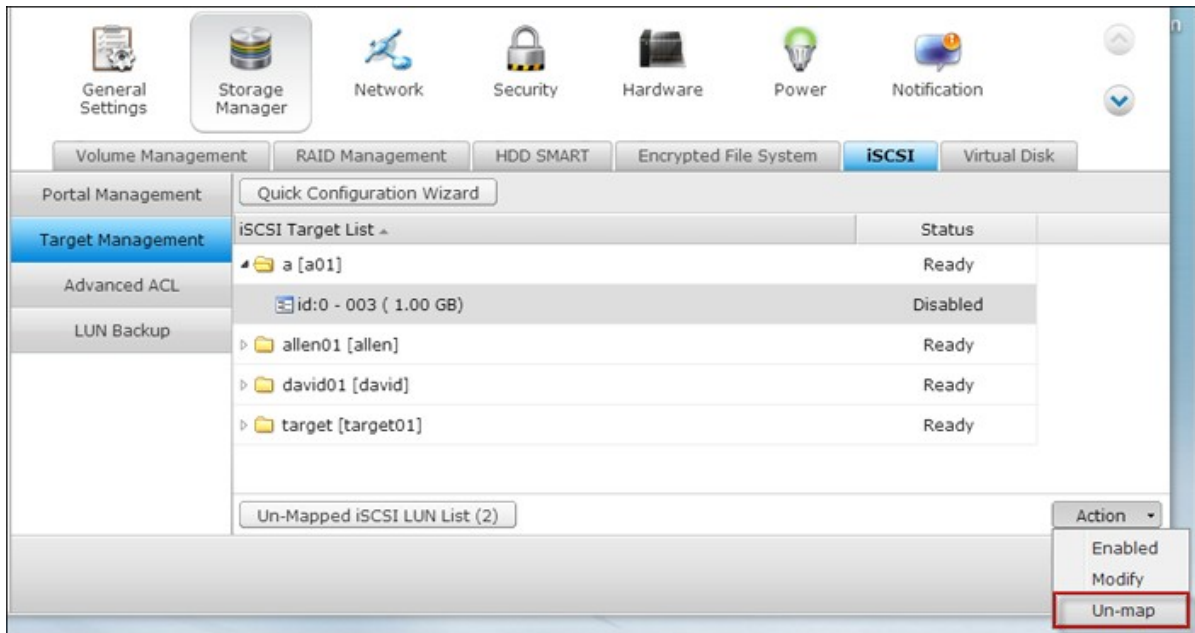 General Settings
Storage Manager
Network
Security
Hardware
Power
Notification
n
Volume Management
RAID Management
HDD SMART
Encrypted File System
iSCSI
Virtual Disk
Portal Management
Target Management
Advanced ACL
LUN Backup
Quick Configuration Wizard
iSCSI Target List
Status
a [a01]
Ready
id:0 - 003 ( 1.00 GB)
Disabled
allen01 [allen]
Ready
david01 [david]
Ready
target [target01]
Ready
Un-Mapped iSCSI LUN List (2)
Action
Enabled
Modify
Un-map